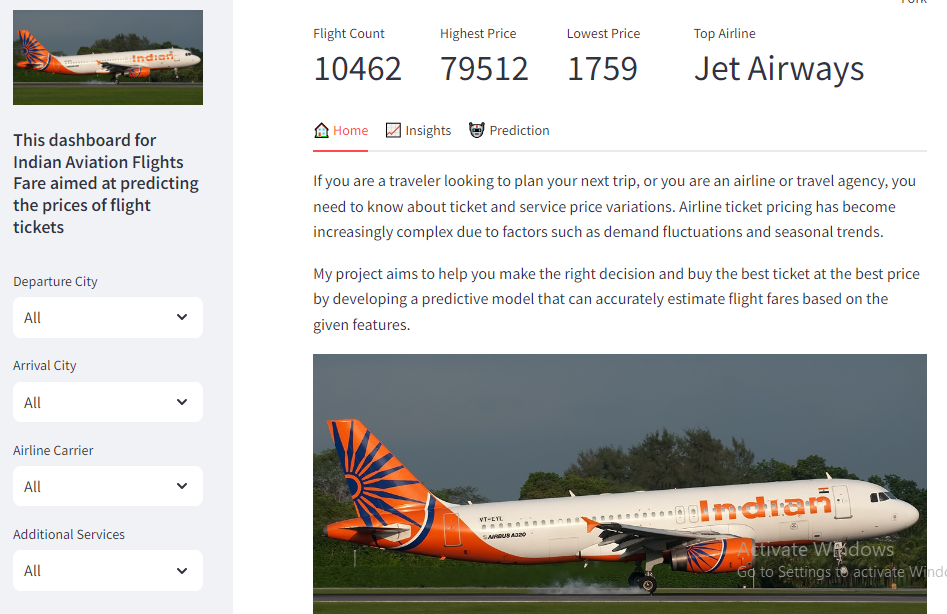 This dashboard for
Indian Aviation Flights
Fare aimed at predicting
the prices of flight
tickets
Departure City
All
Arrival City
All
Airline Carrier
All
Additional Services
All
Flight Count
10462
Highest Price
79512
Lowest Price
1759
Top Airline
Jet Airways
Home Insights Prediction
If you are a traveler looking to plan your next trip, or you are an airline or travel agency, you
need to know about ticket and service price variations. Airline ticket pricing has become
increasingly complex due to factors such as demand fluctuations and seasonal trends.
My project aims to help you make the right decision and buy the best ticket at the best price
by developing a predictive model that can accurately estimate flight fares based on the
given features.
Indian
VT-EYL
AIRBUS A320
Activate Windows
Go to Settings to activate Windo